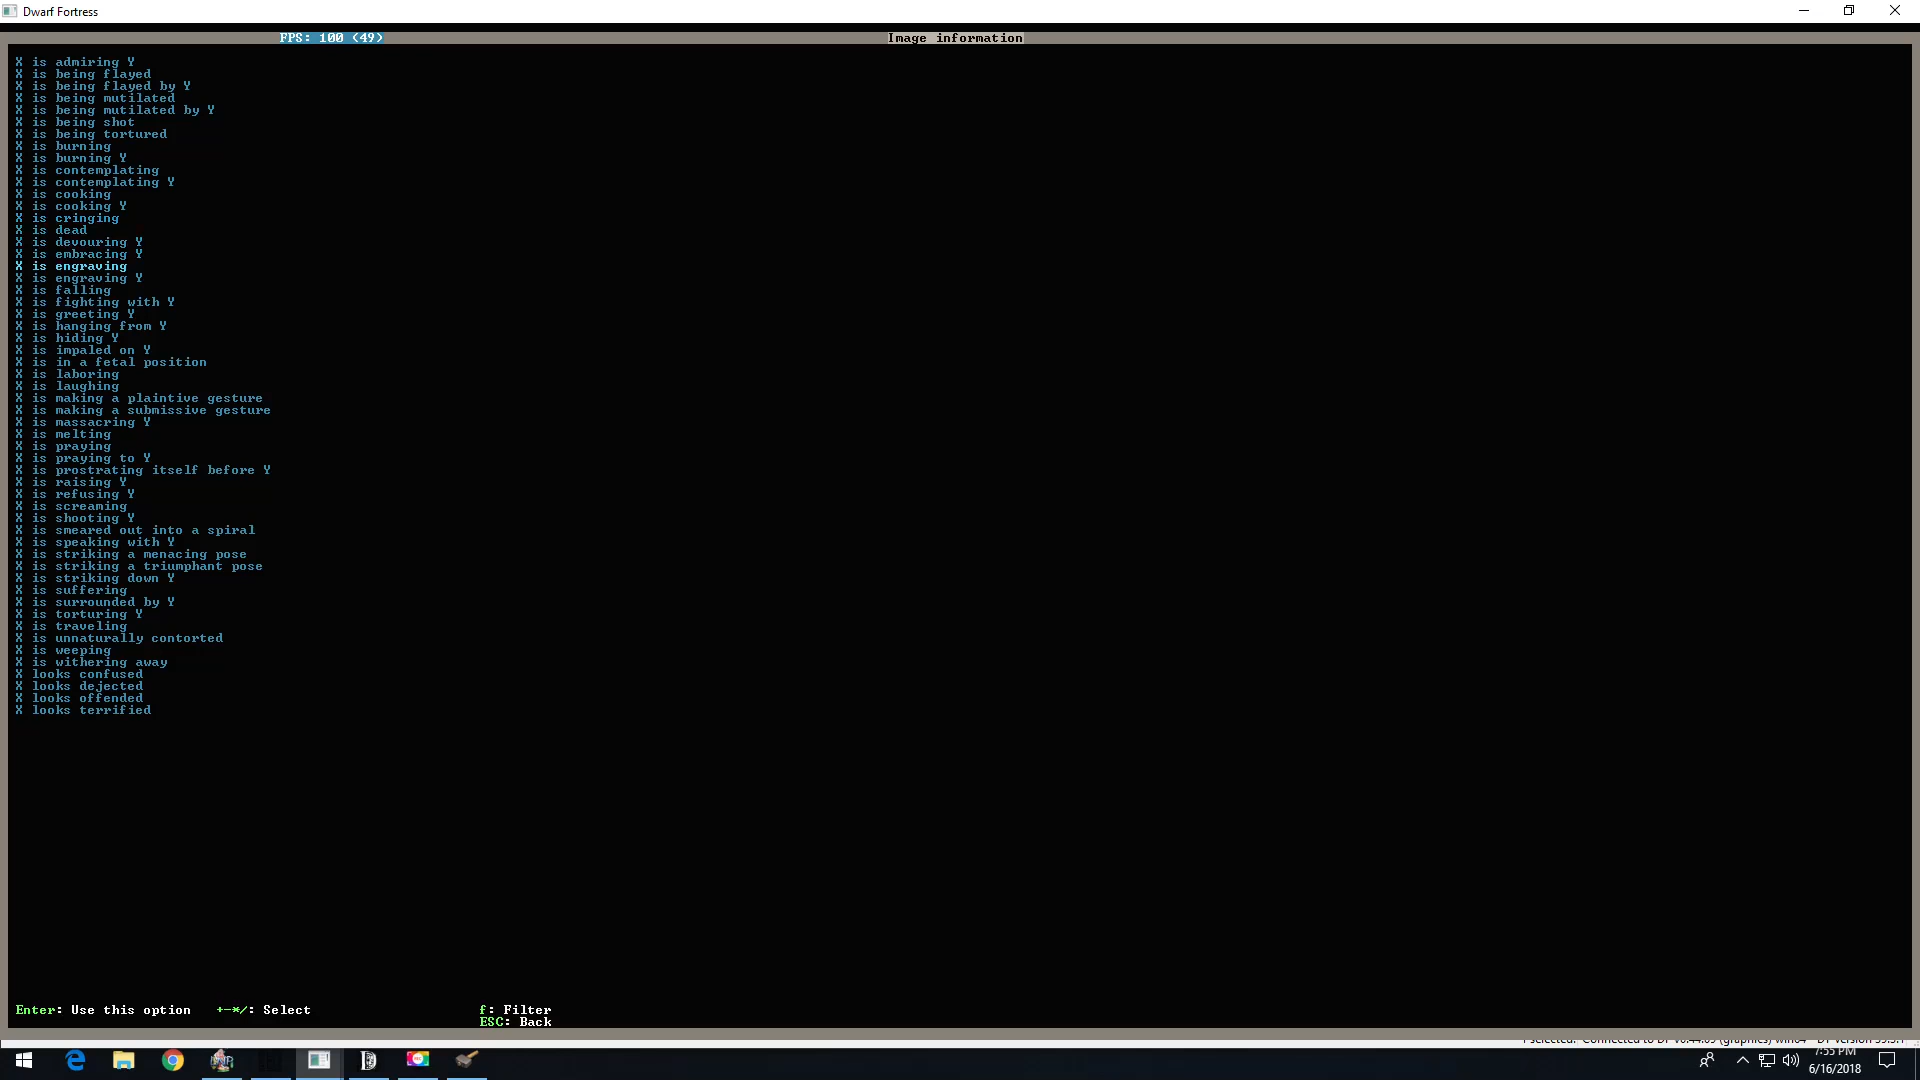 Dwarf Fortress
FPS: 100 (49) Image information
X is admiring Y
X is being flayed
X is being flayed by Y
X is being mutilated
X is being mutilated by Y
X is being shot
X is being tortured
X is burning
X is burning Y
X is contemplating
X is contemplating Y
X is cooking
X is cooking Y
X is cringing
X is dead
X is devouring Y
X is embracing Y
X is engraving
X is engraving Y
X is falling
X is fighting with Y
X is greeting Y
X is hanging from Y
X is hiding Y
X is impaled on Y
X is in a fetal position
X is laboring
X is laughing
X is making a plaintive gesture
X is making a submissive gesture
X is massacring Y
X is melting
X is praying
X is praying to Y
X is prostrating itself before Y
X is raising Y
X is refusing Y
X is screaming
X is shooting Y
X is smeared out into a spiral
X is speaking with Y
X is striking a menacing pose
X is striking a triumphant pose
X is striking down Y
X is suffering
X is surrounded by Y
X is torturing Y
X is traveling
X is unnaturally contorted
X is weeping
X is withering away
X looks confused
X looks dejected
X looks offended
X looks terrified
Enter: Use this option +-*/: Select f: Filter
ESC: Back
7:55 PM
6/16/2018